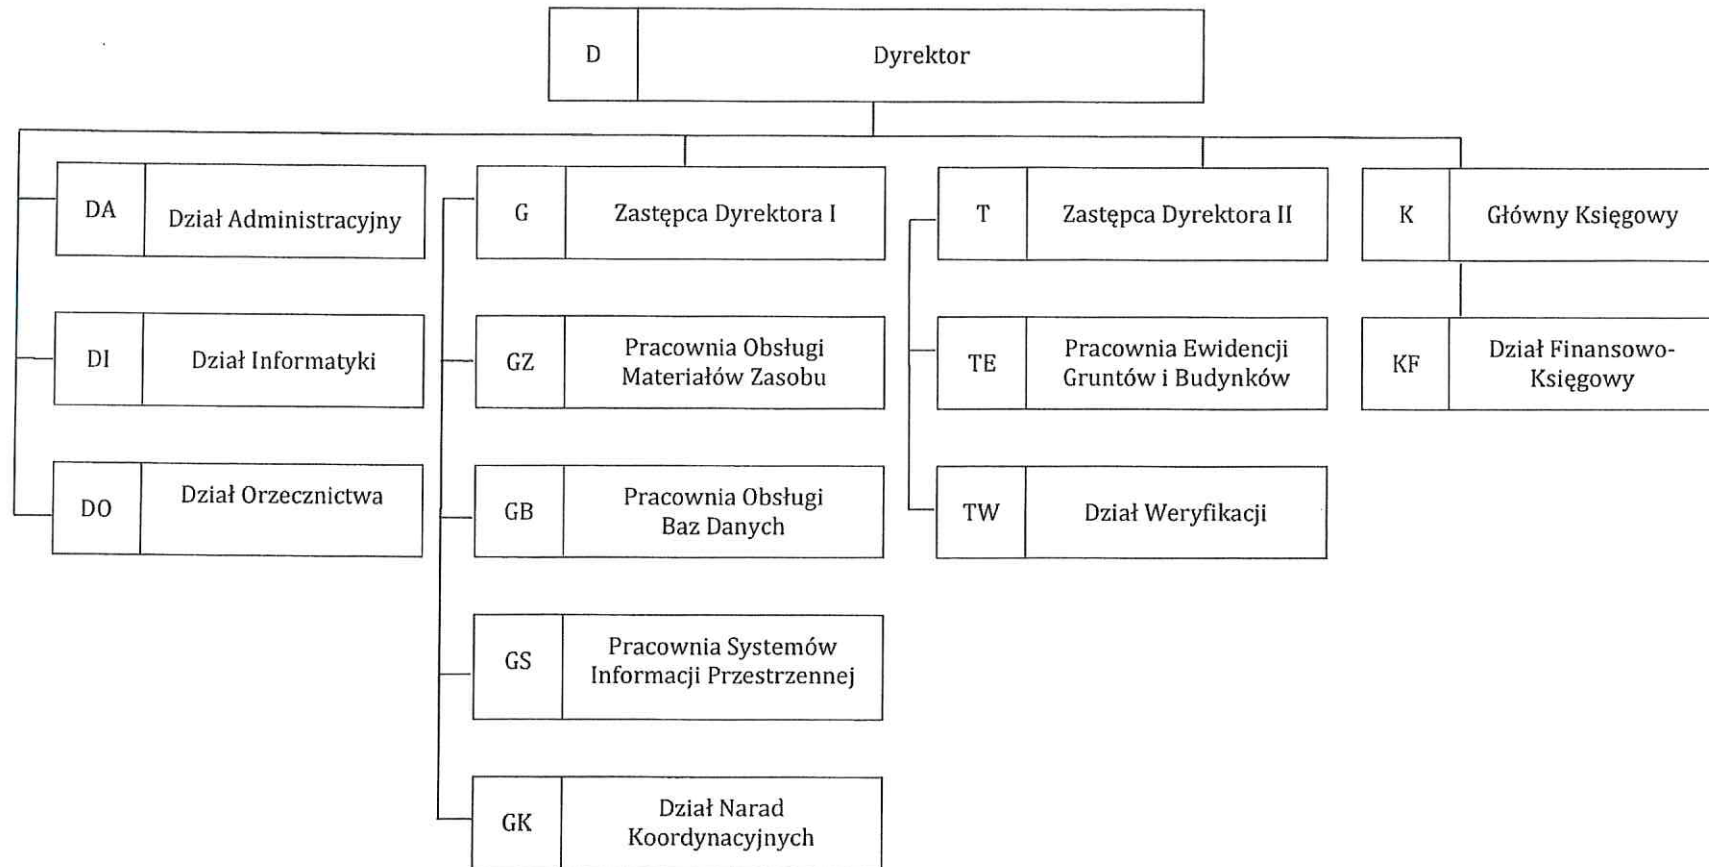 D
Dyrektor
DA
Dział Administracyjny
G
Zastępca Dyrektora I
T
Zastępca Dyrektora II
K
Główny Księgowy
DI
Dział Informatyki
GZ
Pracownia Obsługi
Materiałów Zasobu
TE
Pracownia Ewidencji
Gruntów i Budynków
KF
Dział Finansowo-
Księgowy
DO
Dział Orzecznictwa
GB
Pracownia Obsługi
Baz Danych
TW
Dział Weryfikacji
GS
Pracownia Systemów
Informacji Przestrzennej
GK
Dział Narad
Koordynacyjnych